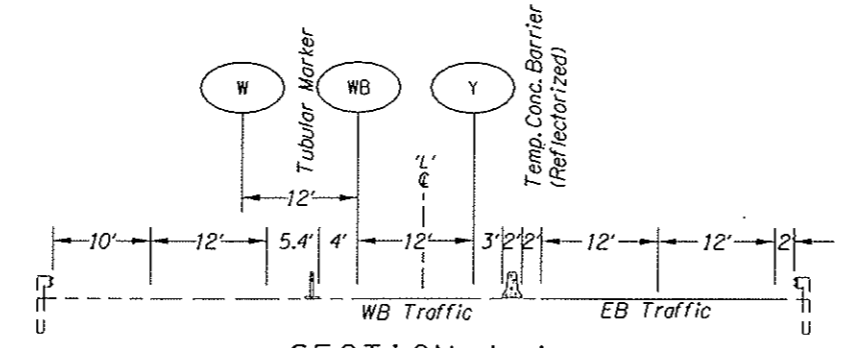 W
Tubular Marker
WB
Y
Temp. Conc. Barrier
(Reflectorized)
'L'
℄
12'
10'
12'
5.4'
4'
12'
3'
2'
2'
12'
12'
2'
WB Traffic
EB Traffic